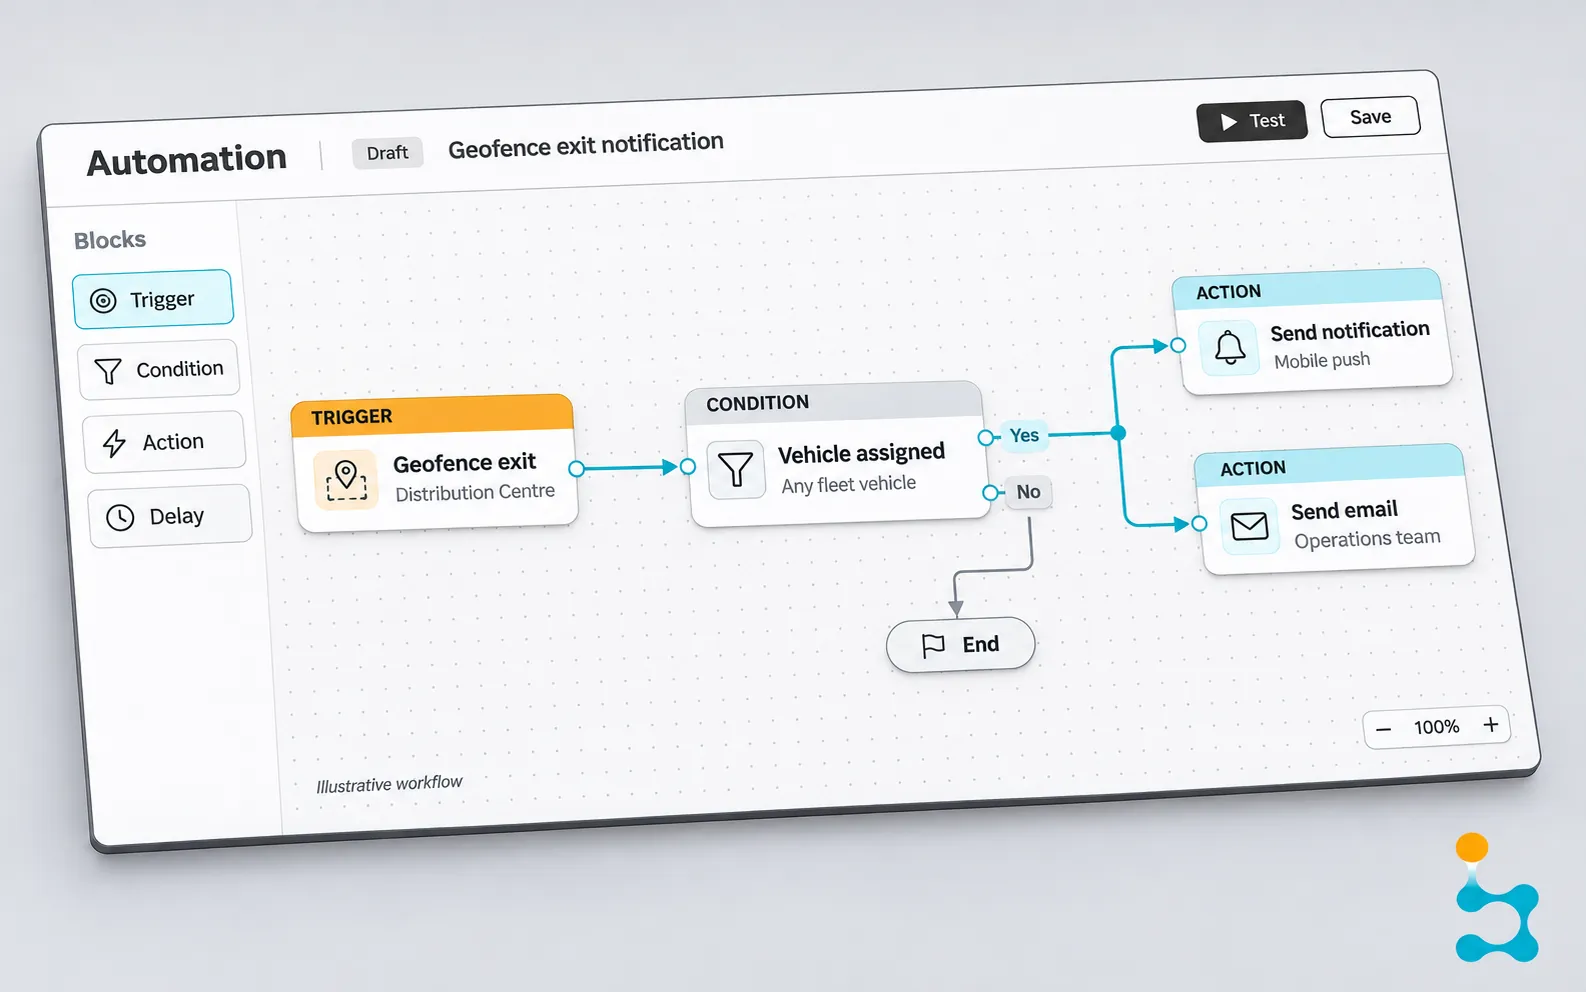 Automation
Draft
Geofence exit notification
Test
Save
Blocks
Trigger
Condition
Action
Delay
TRIGGER
Geofence exit
Distribution Centre
CONDITION
Vehicle assigned
Any fleet vehicle
Yes
No
ACTION
Send notification
Mobile push
ACTION
Send email
Operations team
End
Illustrative workflow
− 100% +